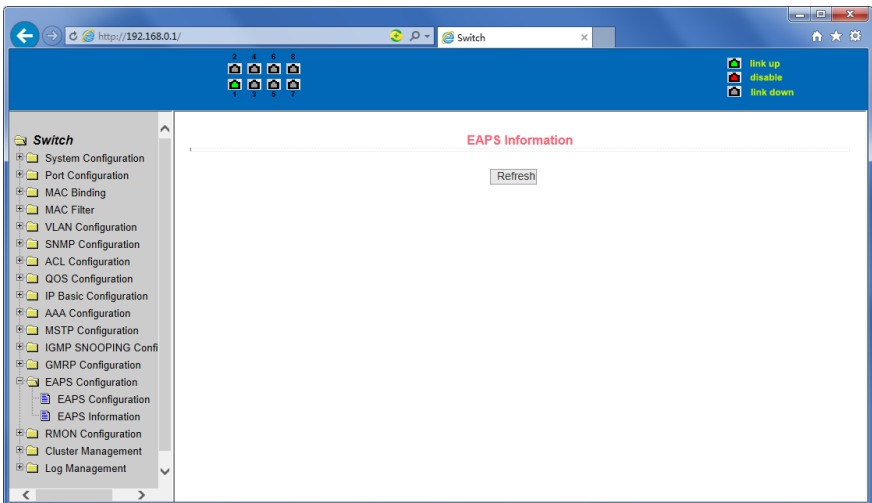 http://192.168.0.1/
Switch
2 4 6 8
1 3 5 7
link up
disable
link down
Switch
System Configuration
Port Configuration
MAC Binding
MAC Filter
VLAN Configuration
SNMP Configuration
ACL Configuration
QOS Configuration
IP Basic Configuration
AAA Configuration
MSTP Configuration
IGMP SNOOPING Confi
GMRP Configuration
EAPS Configuration
EAPS Configuration
EAPS Information
RMON Configuration
Cluster Management
Log Management
EAPS Information
Refresh